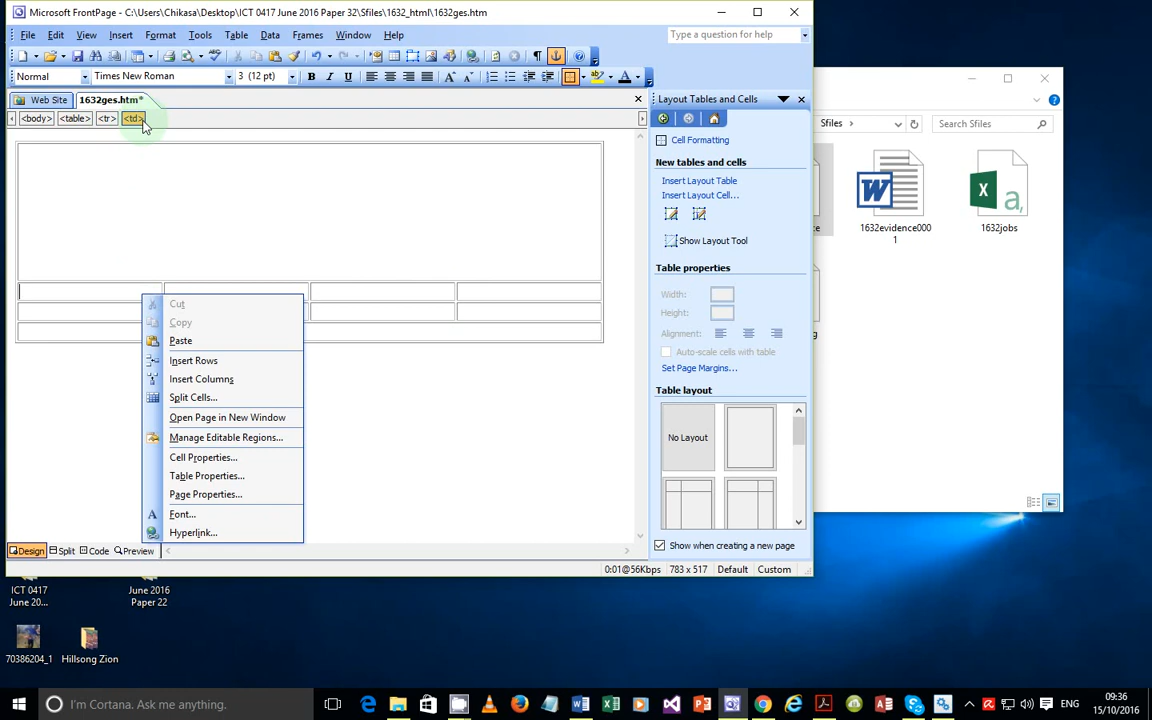 Microsoft FrontPage - C:\Users\Chikasa\Desktop\ICT 0417 June 2016 Paper 32\Sfiles\1632_html\1632ges.htm
File Edit View Insert Format Tools Table Data Frames Window Help
Type a question for help
Normal Times New Roman 3 (12 pt) B I U A A A
Web Site 1632ges.htm*
<body> <table> <tr> <td>
Cut
Copy
Paste
Insert Rows
Insert Columns
Split Cells...
Open Page in New Window
Manage Editable Regions...
Cell Properties...
Table Properties...
Page Properties...
Font...
Hyperlink...
Design Split Code Preview
0:01@56Kbps 783 x 517 Default Custom
Layout Tables and Cells
Cell Formatting
New tables and cells
Insert Layout Table
Insert Layout Cell...
Show Layout Tool
Table properties
Width:
Height:
Alignment:
Auto-scale cells with table
Set Page Margins...
Table layout
No Layout
Show when creating a new page
Sfiles
Search Sfiles
ce
1632evidence000
1
1632jobs
g
ICT 0417
June 20...
June 2016
Paper 22
70386204_1
Hillsong Zion
I'm Cortana. Ask me anything.
ENG
09:36
15/10/2016